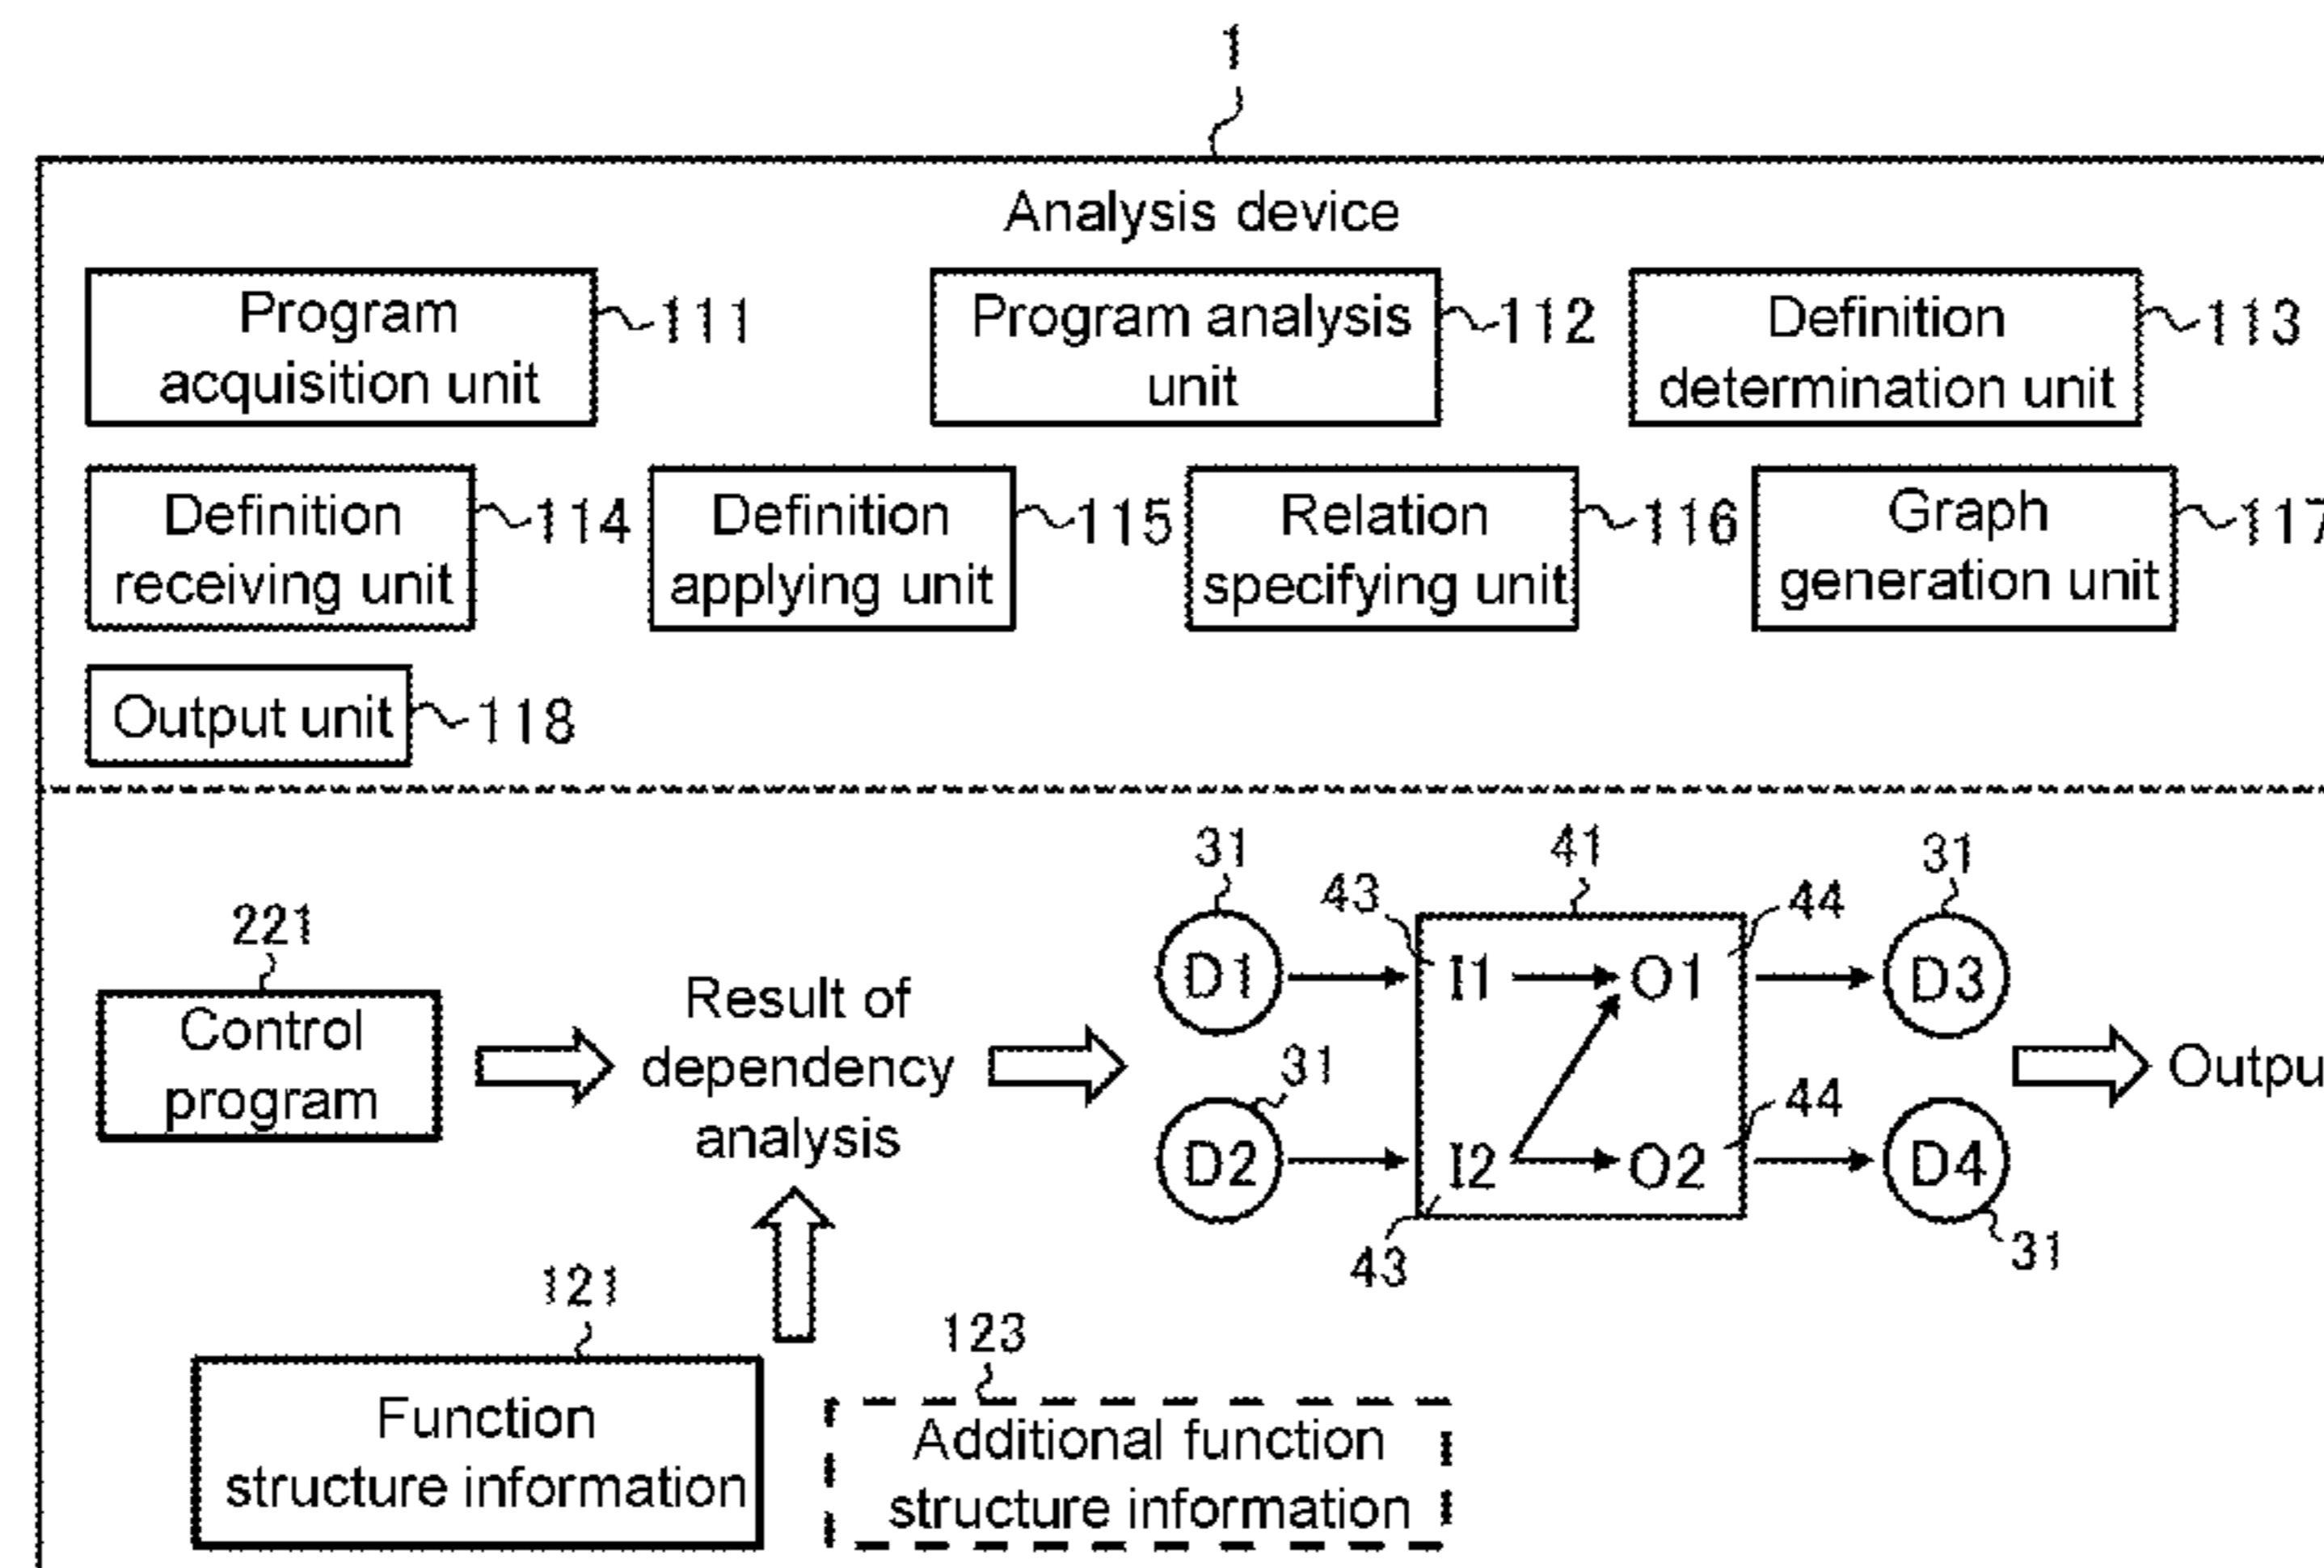 1
Analysis device
Program
acquisition unit
111
Program analysis
unit
112
Definition
determination unit
113
Definition
receiving unit
114
Definition
applying unit
115
Relation
specifying unit
116
Graph
generation unit
117
Output unit
118
221
Control
program
Result of
dependency
analysis
121
Function
structure information
123
Additional function
structure information
31
D1
31
D2
43
41
44
I1
O1
44
I2
O2
43
31
D3
D4
31
Outpu